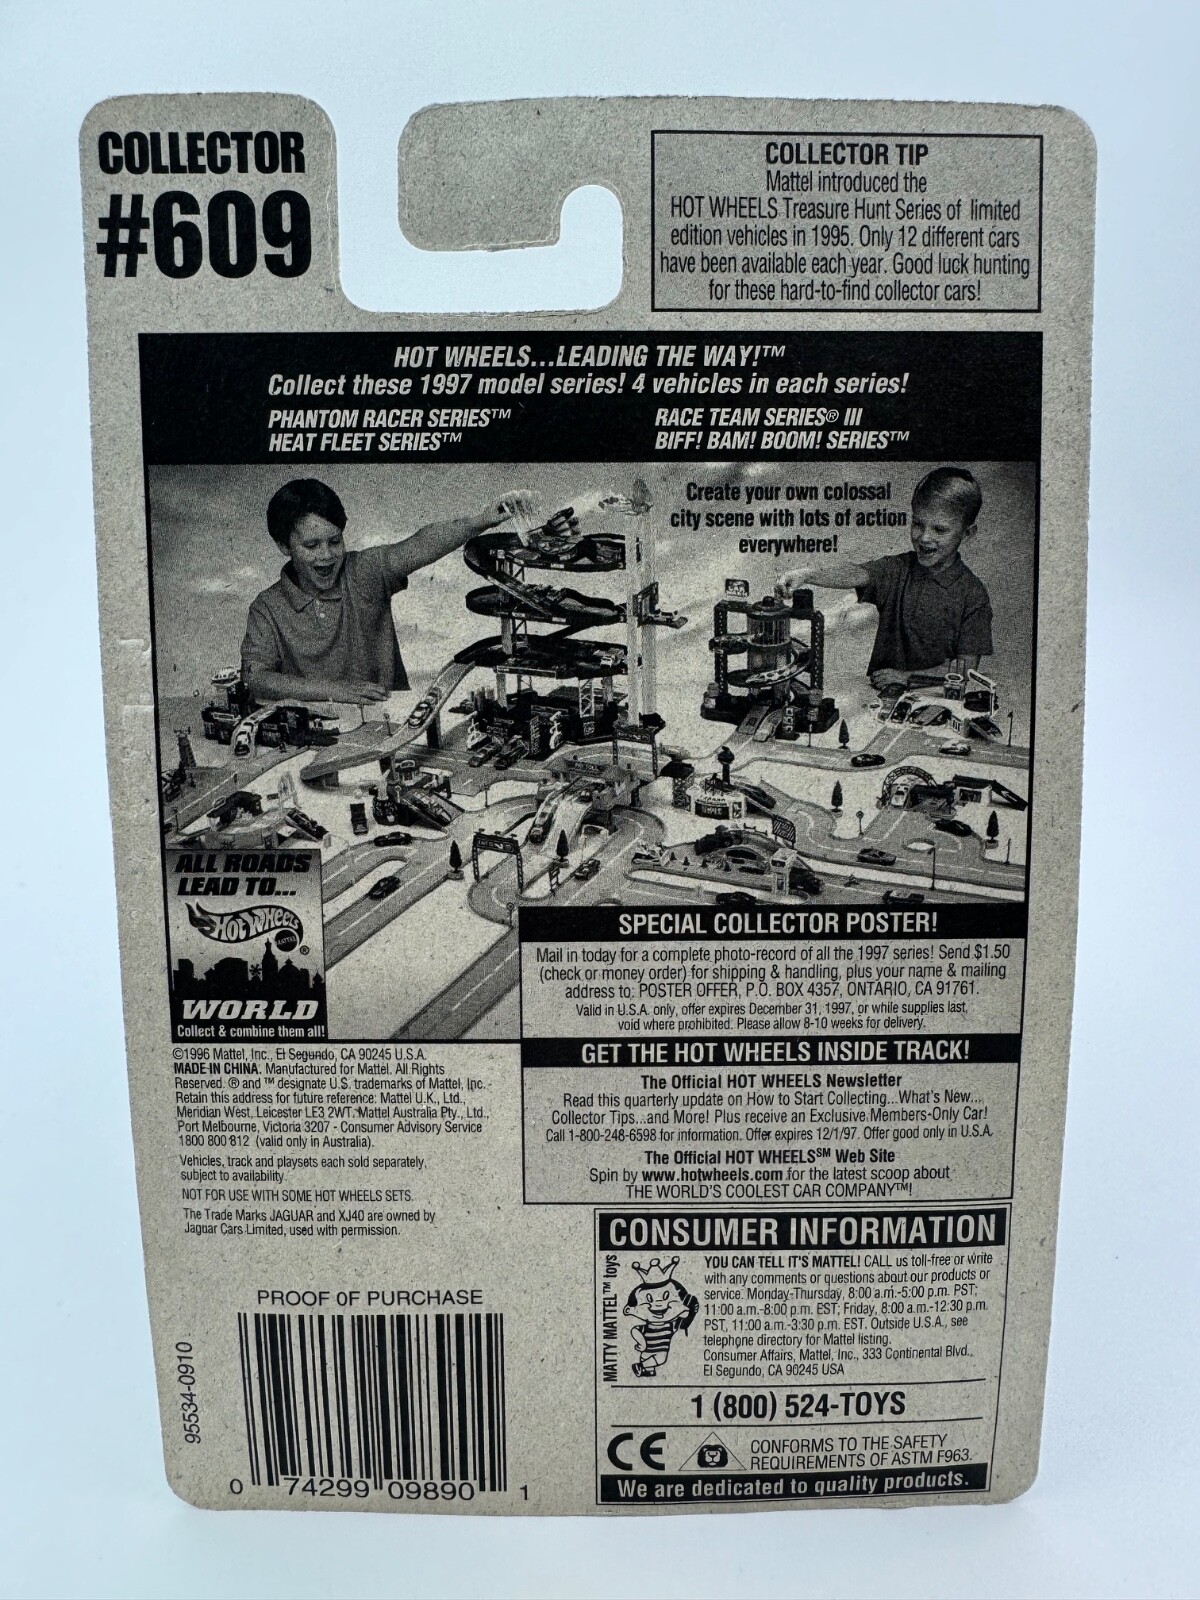 COLLECTOR
#609
COLLECTOR TIP
Mattel introduced the
HOT WHEELS Treasure Hunt Series of limited
edition vehicles in 1995. Only 12 different cars
have been available each year. Good luck hunting
for these hard-to-find collector cars!
HOT WHEELS...LEADING THE WAY!™
Collect these 1997 model series! 4 vehicles in each series!
PHANTOM RACER SERIES™
HEAT FLEET SERIES™
RACE TEAM SERIES® III
BIFF! BAM! BOOM! SERIES™
Create your own colossal
city scene with lots of action
everywhere!
ALL ROADS
LEAD TO...
Hot Wheels
MATTEL
®
WORLD
Collect & combine them all!
SPECIAL COLLECTOR POSTER!
Mail in today for a complete photo-record of all the 1997 series! Send $1.50
(check or money order) for shipping & handling, plus your name & mailing
address to: POSTER OFFER, P.O. BOX 4357, ONTARIO, CA 91761.
Valid in U.S.A. only, offer expires December 31, 1997, or while supplies last,
void where prohibited. Please allow 8-10 weeks for delivery.
GET THE HOT WHEELS INSIDE TRACK!
The Official HOT WHEELS Newsletter
Read this quarterly update on How to Start Collecting...What's New...
Collector Tips...and More! Plus receive an Exclusive Members-Only Car!
Call 1-800-248-6598 for information. Offer expires 12/1/97. Offer good only in U.S.A.
The Official HOT WHEELS℠ Web Site
Spin by www.hotwheels.com for the latest scoop about
THE WORLD'S COOLEST CAR COMPANY™!
©1996 Mattel, Inc., El Segundo, CA 90245 U.S.A.
MADE IN CHINA. Manufactured for Mattel. All Rights
Reserved. ® and ™ designate U.S. trademarks of Mattel, Inc.
Retain this address for future reference: Mattel U.K., Ltd.,
Meridian West, Leicester LE3 2WT. Mattel Australia Pty., Ltd.,
Port Melbourne, Victoria 3207 - Consumer Advisory Service
1800 800 812 (valid only in Australia).
Vehicles, track and playsets each sold separately,
subject to availability.
NOT FOR USE WITH SOME HOT WHEELS SETS.
The Trade Marks JAGUAR and XJ40 are owned by
Jaguar Cars Limited, used with permission.
PROOF OF PURCHASE
95534-0910
0 74299 09890 1
CONSUMER INFORMATION
MATTY MATTEL™ toys
YOU CAN TELL IT'S MATTEL! CALL us toll-free or write
with any comments or questions about our products or
service. Monday-Thursday, 8:00 a.m.-5:00 p.m. PST;
11:00 a.m.-8:00 p.m. EST; Friday, 8:00 a.m.-12:30 p.m.
PST, 11:00 a.m.-3:30 p.m. EST. Outside U.S.A., see
telephone directory for Mattel listing.
Consumer Affairs, Mattel, Inc., 333 Continental Blvd.,
El Segundo, CA 90245 USA
1 (800) 524-TOYS
CE
CONFORMS TO THE SAFETY
REQUIREMENTS OF ASTM F963.
We are dedicated to quality products.